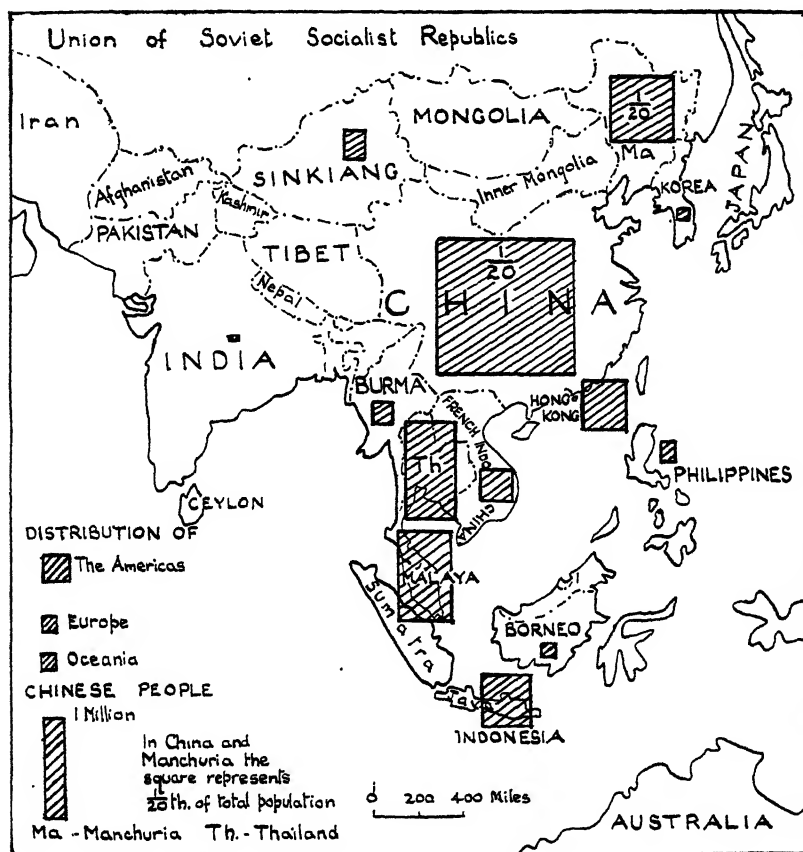 Union of Soviet Socialist Republics
Iran
MONGOLIA
1/20
Ma
SINKIANG
Inner Mongolia
Afghanistan
Kashmir
PAKISTAN
TIBET
Nepal
KOREA
JAPAN
1/20
CHINA
INDIA
BURMA
FRENCH INDO CHINA
HONG KONG
Th
PHILIPPINES
CEYLON
MALAYA
Sumatra
BORNEO
Java
INDONESIA
AUSTRALIA
DISTRIBUTION OF
The Americas
Europe
Oceania
CHINESE PEOPLE
1 Million
In China and
Manchuria the
square represents
1/20 th. of total population
0 200 400 Miles
Ma - Manchuria Th. - Thailand